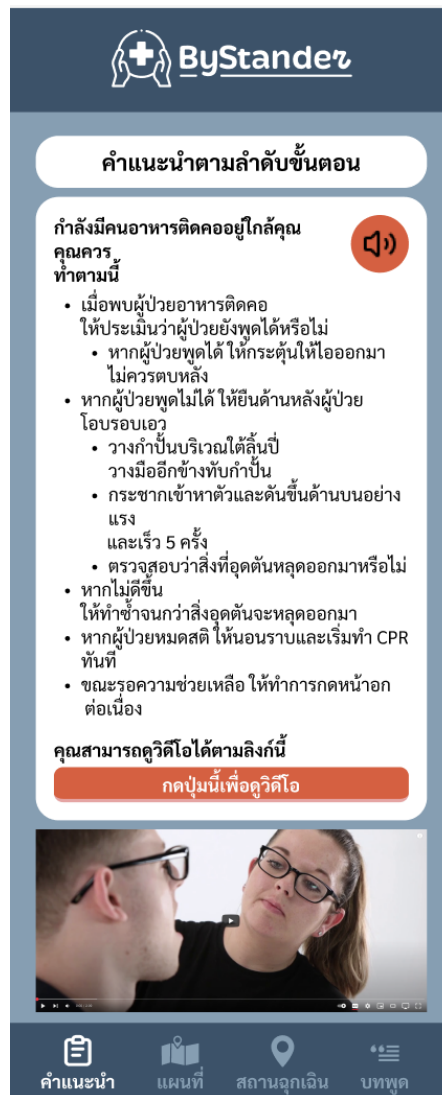 ByStander
คำแนะนำตามลำดับขั้นตอน
กำลังมีคนอาหารติดคออยู่ใกล้คุณ
คุณควร
ทำตามนี้
• เมื่อพบผู้ป่วยอาหารติดคอ
ให้ประเมินว่าผู้ป่วยยังพูดได้หรือไม่
• หากผู้ป่วยพูดได้ ให้กระตุ้นให้ไอออกมา
ไม่ควรตบหลัง
• หากผู้ป่วยพูดไม่ได้ ให้ยืนด้านหลังผู้ป่วย
โอบรอบเอว
• วางกำปั้นบริเวณใต้ลิ้นปี่
วางมืออีกข้างทับกำปั้น
• กระชากเข้าหาตัวและดันขึ้นด้านบนอย่าง
แรง
และเร็ว 5 ครั้ง
• ตรวจสอบว่าสิ่งที่อุดตันหลุดออกมาหรือไม่
• หากไม่ดีขึ้น
ให้ทำซ้ำจนกว่าสิ่งอุดตันจะหลุดออกมา
• หากผู้ป่วยหมดสติ ให้นอนราบและเริ่มทำ CPR
ทันที
• ขณะรอความช่วยเหลือ ให้ทำการกดหน้าอก
ต่อเนื่อง
คุณสามารถดูวิดีโอได้ตามลิงก์นี้
กดปุ่มนี้เพื่อดูวิดีโอ
คำแนะนำ
แผนที่
สถานฉุกเฉิน
บทพูด